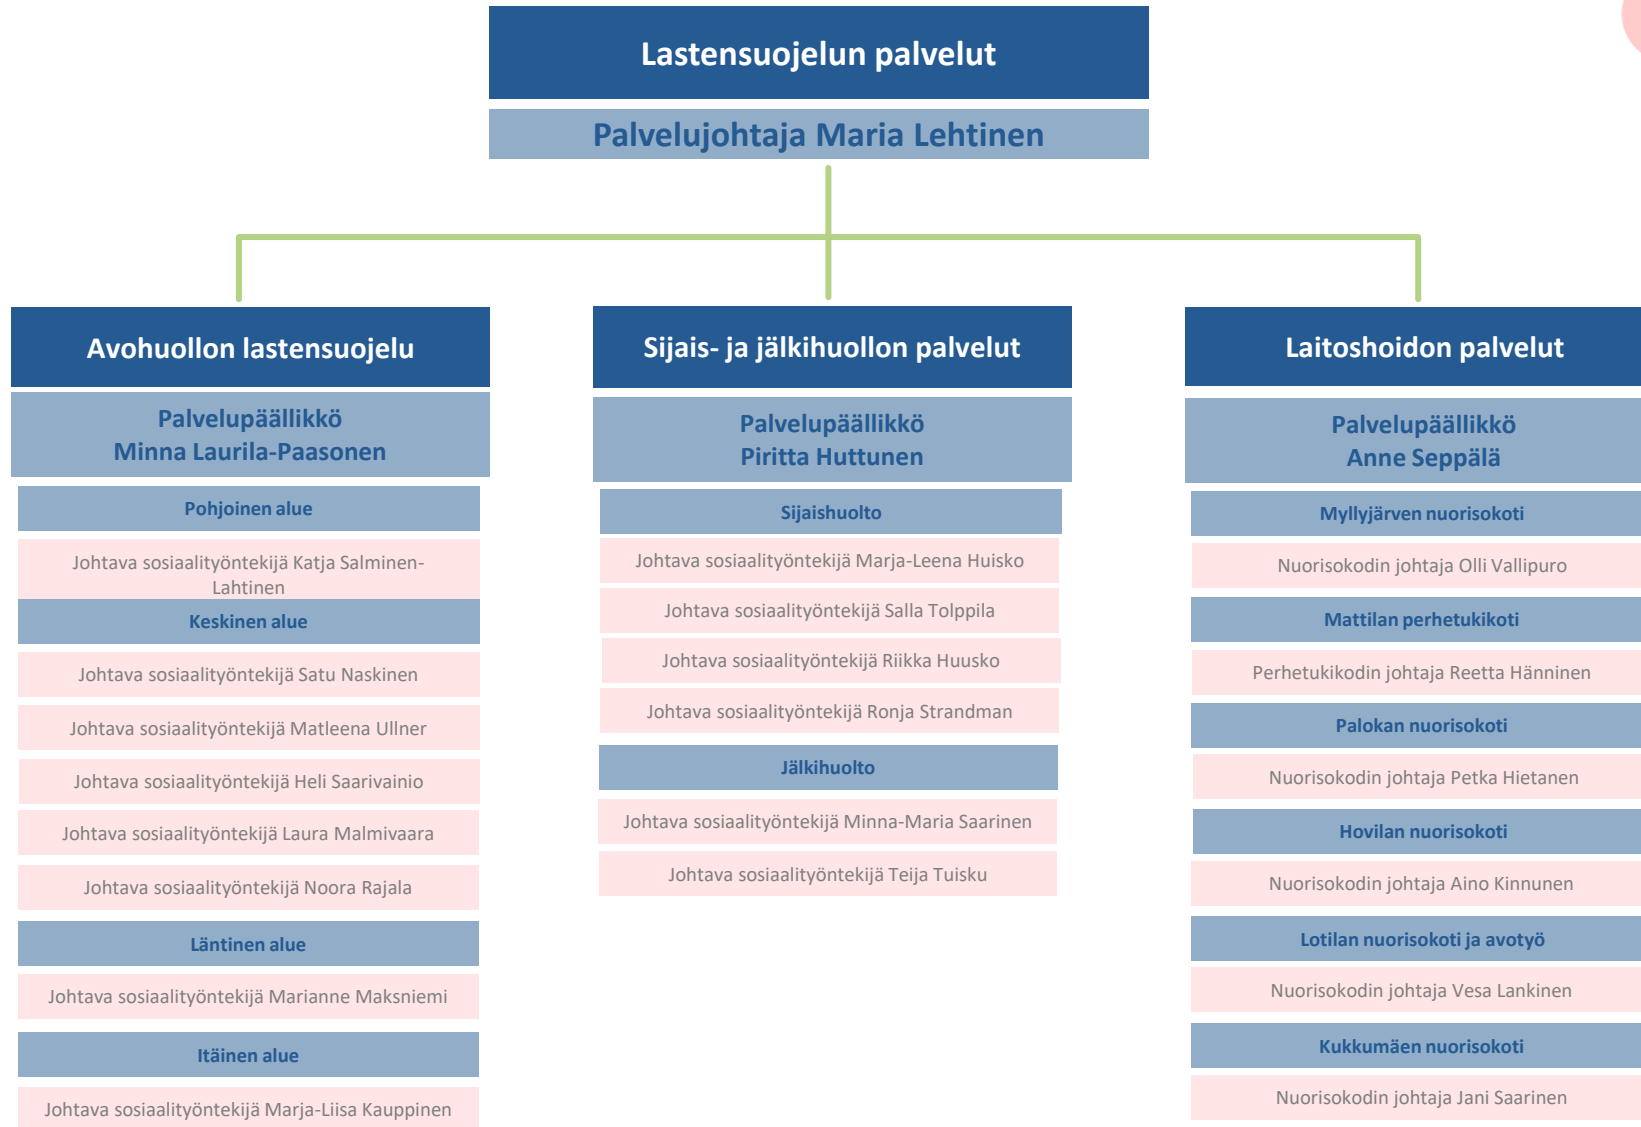 Lastensuojelun palvelut
Palvelujohtaja Maria Lehtinen
Avohuollon lastensuojelu
Palvelupäällikkö
Minna Laurila-Paasonen
Pohjoinen alue
Johtava sosiaalityöntekijä Katja Salminen-
Lahtinen
Keskinen alue
Johtava sosiaalityöntekijä Satu Naskinen
Johtava sosiaalityöntekijä Matleena Ullner
Johtava sosiaalityöntekijä Heli Saarivainio
Johtava sosiaalityöntekijä Laura Malmivaara
Johtava sosiaalityöntekijä Noora Rajala
Läntinen alue
Johtava sosiaalityöntekijä Marianne Maksniemi
Itäinen alue
Johtava sosiaalityöntekijä Marja-Liisa Kauppinen
Sijais- ja jälkihuollon palvelut
Palvelupäällikkö
Piritta Huttunen
Sijaishuolto
Johtava sosiaalityöntekijä Marja-Leena Huisko
Johtava sosiaalityöntekijä Salla Tolppila
Johtava sosiaalityöntekijä Riikka Huusko
Johtava sosiaalityöntekijä Ronja Strandman
Jälkihuolto
Johtava sosiaalityöntekijä Minna-Maria Saarinen
Johtava sosiaalityöntekijä Teija Tuisku
Laitoshoidon palvelut
Palvelupäällikkö
Anne Seppälä
Myllyjärven nuorisokoti
Nuorisokodin johtaja Olli Vallipuro
Mattilan perhetukikoti
Perhetukikodin johtaja Reetta Hänninen
Palokan nuorisokoti
Nuorisokodin johtaja Petka Hietanen
Hovilan nuorisokoti
Nuorisokodin johtaja Aino Kinnunen
Lotilan nuorisokoti ja avotyö
Nuorisokodin johtaja Vesa Lankinen
Kukkumäen nuorisokoti
Nuorisokodin johtaja Jani Saarinen